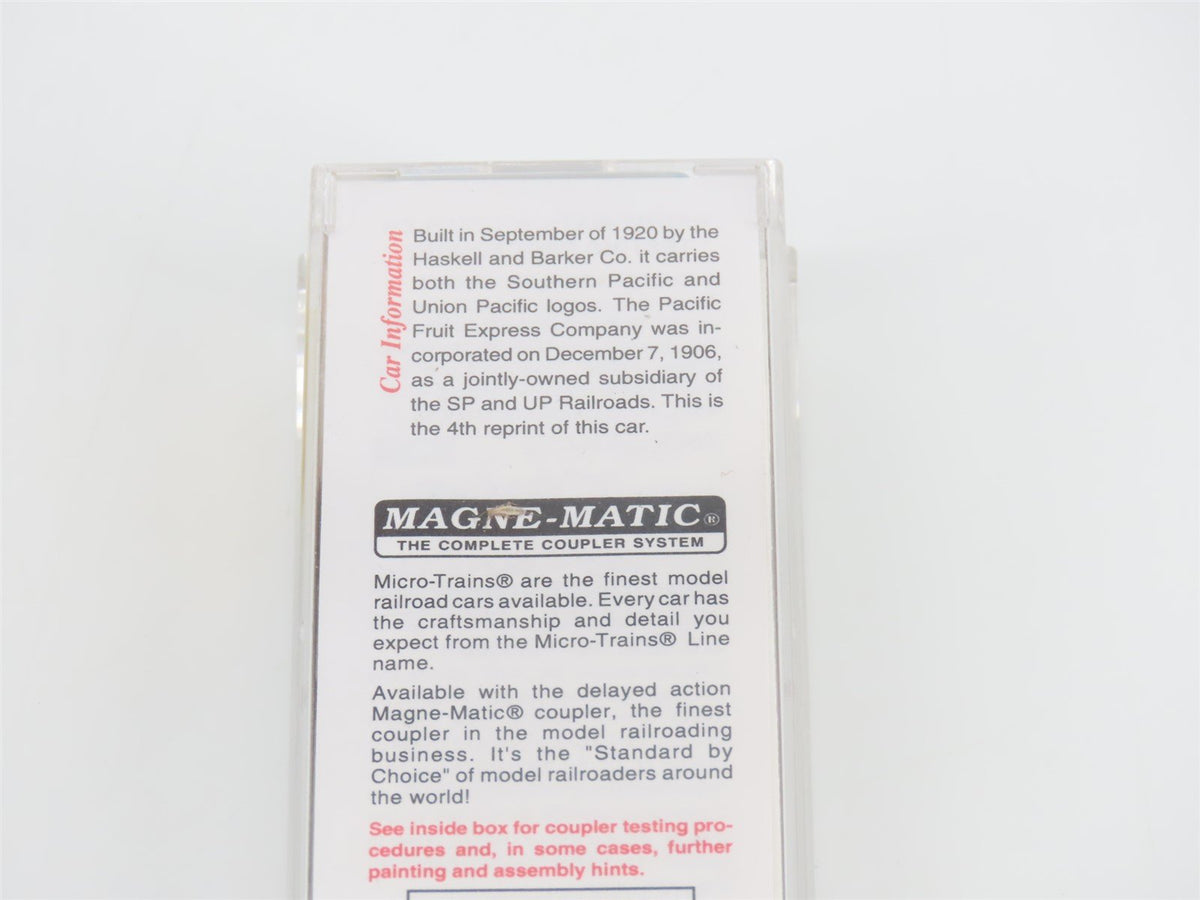 Car Information
Built in September of 1920 by the
Haskell and Barker Co. it carries
both the Southern Pacific and
Union Pacific logos. The Pacific
Fruit Express Company was in-
corporated on December 7, 1906,
as a jointly-owned subsidiary of
the SP and UP Railroads. This is
the 4th reprint of this car.
MAGNE-MATIC®
THE COMPLETE COUPLER SYSTEM
Micro-Trains® are the finest model
railroad cars available. Every car has
the craftsmanship and detail you
expect from the Micro-Trains® Line
name.
Available with the delayed action
Magne-Matic® coupler, the finest
coupler in the model railroading
business. It's the "Standard by
Choice" of model railroaders around
the world!
See inside box for coupler testing pro-
cedures and, in some cases, further
painting and assembly hints.